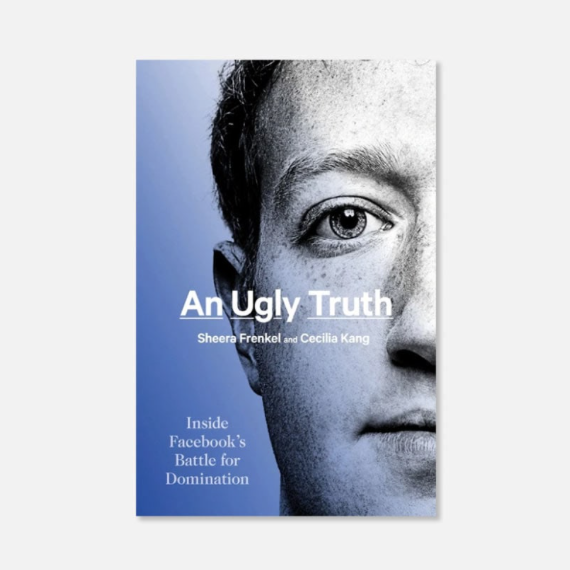 An Ugly Truth
Sheera Frenkel and Cecilia Kang
Inside
Facebook's
Battle for
Domination